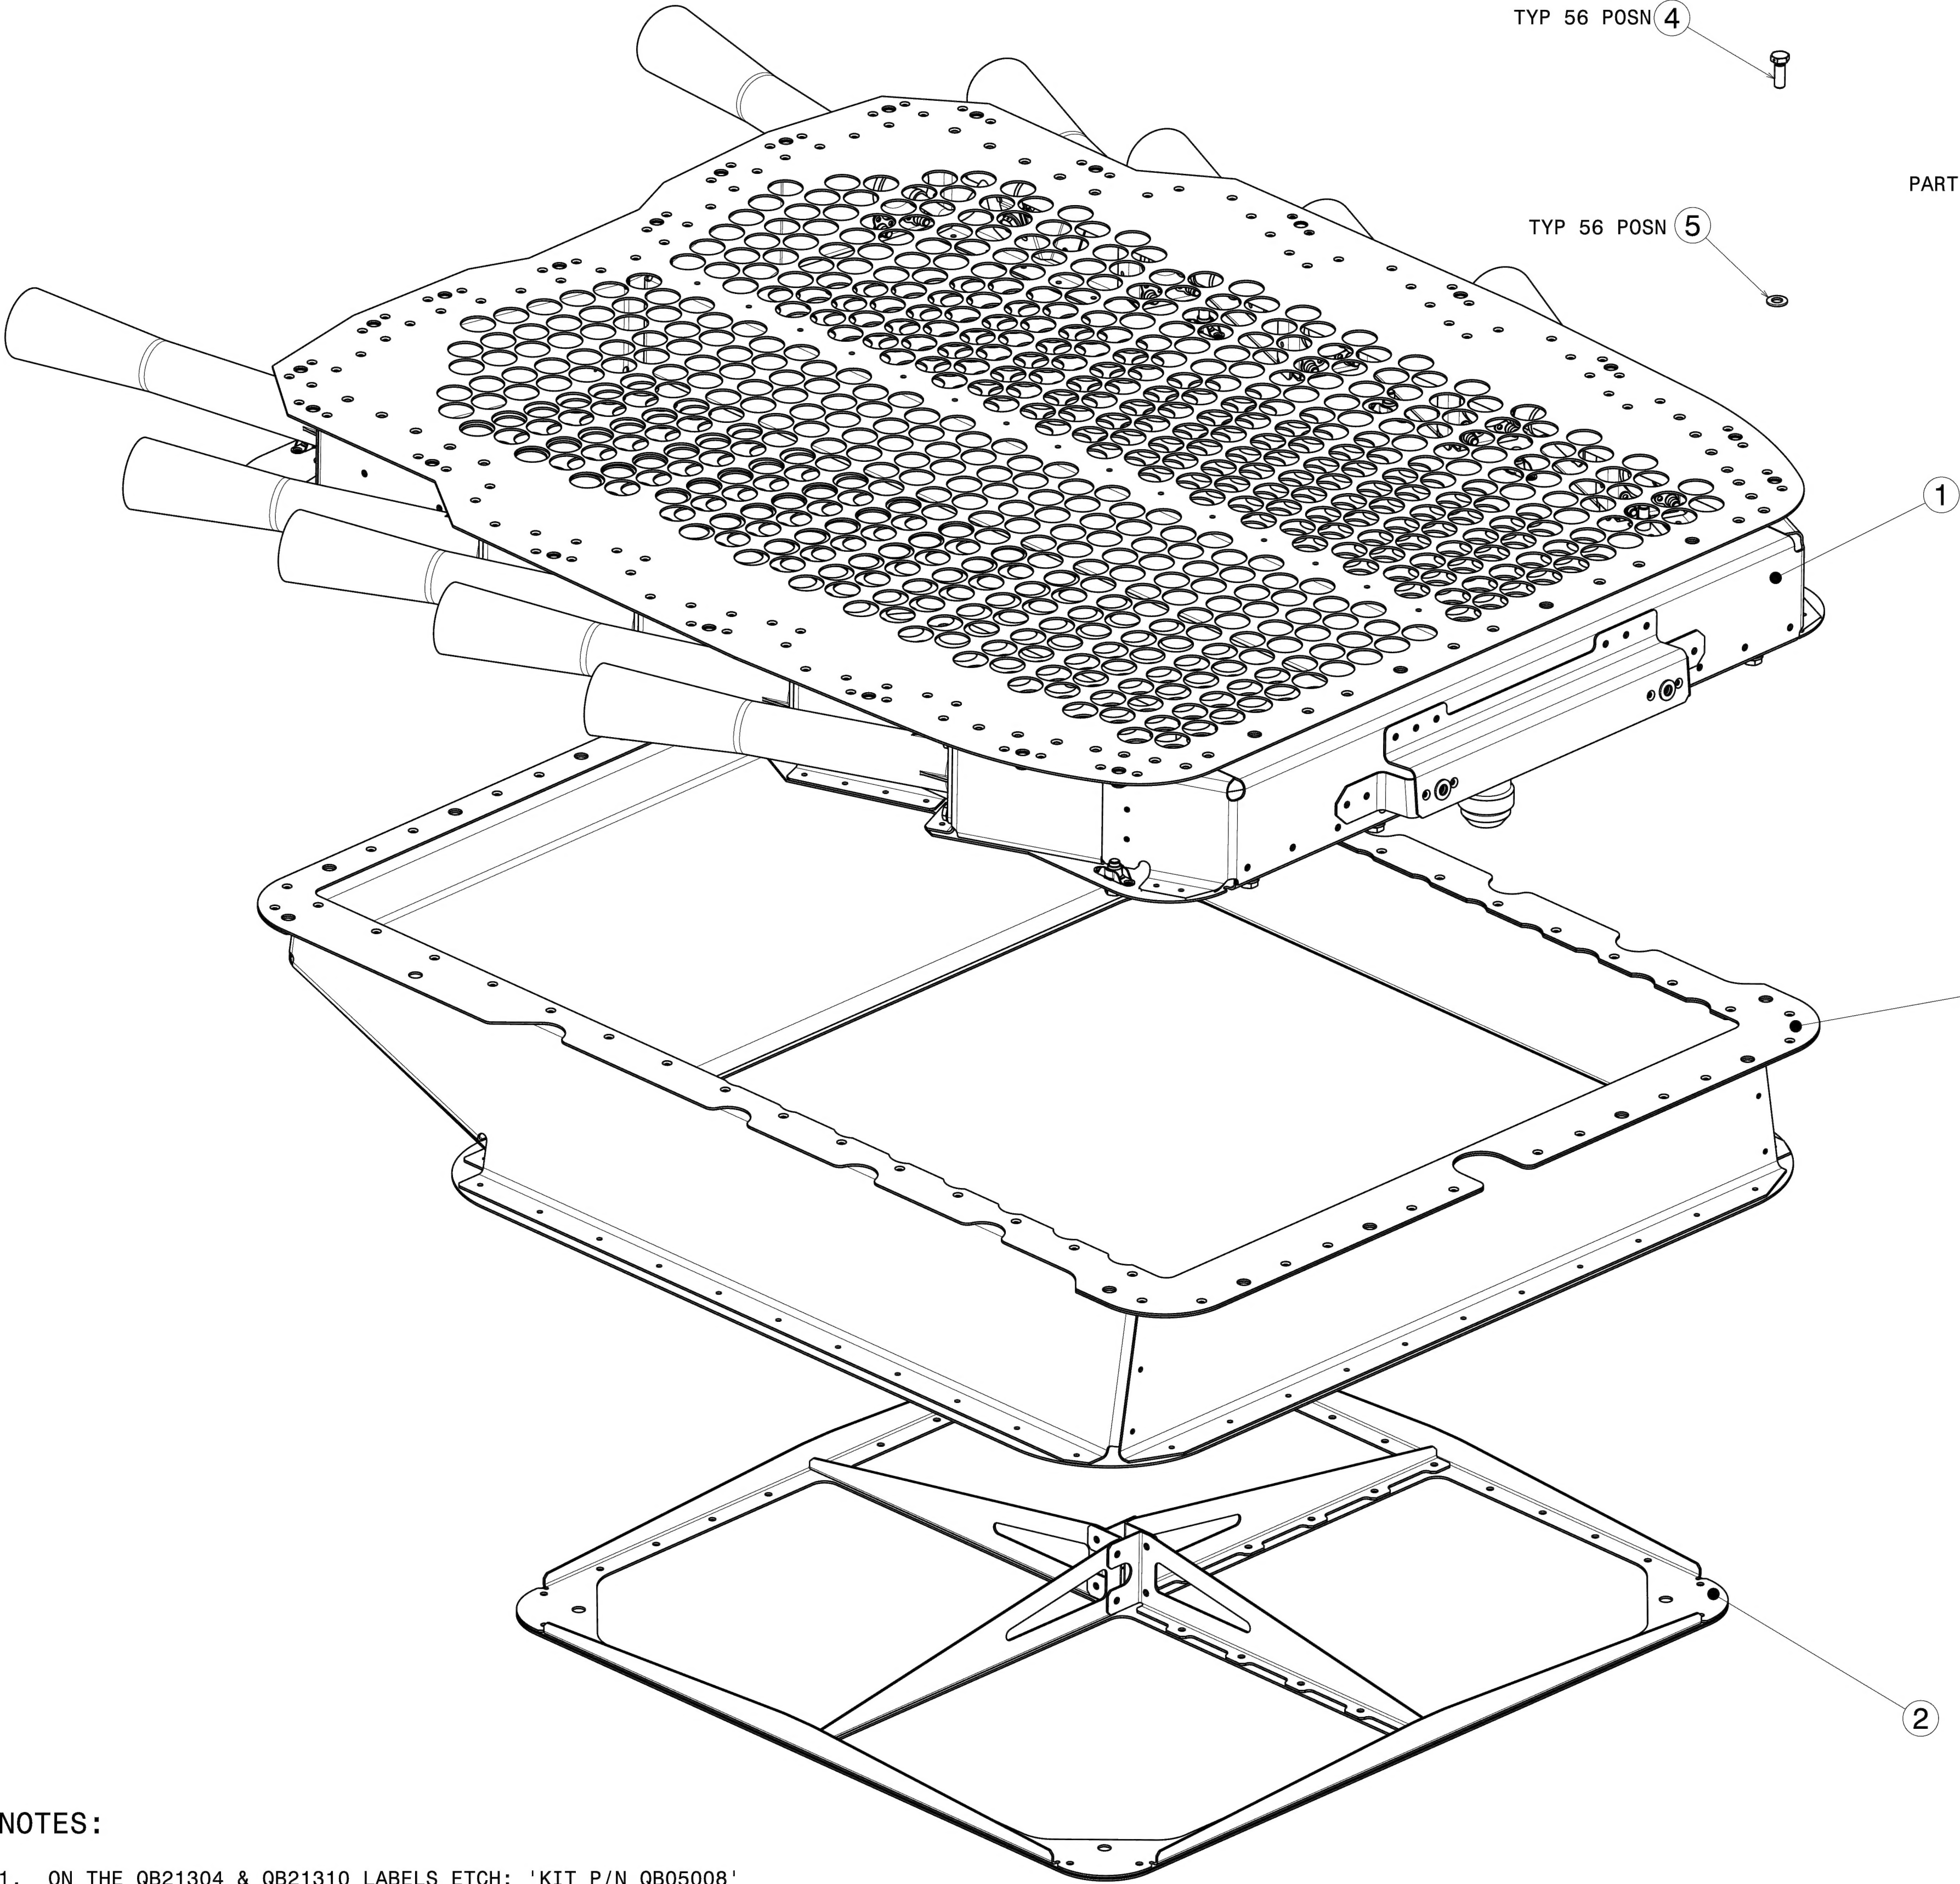 TYP 56 POSN 4
PART
TYP 56 POSN 5
1
2
NOTES:
1. ON THE QB21304 & QB21310 LABELS ETCH: 'KIT P/N QB05008'